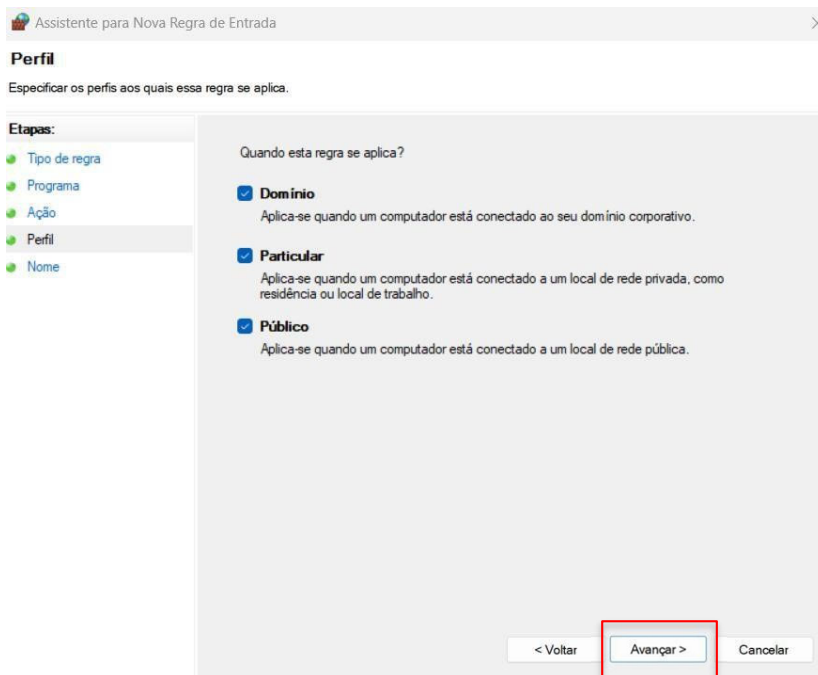 Assistente para Nova Regra de Entrada
Perfil
Especificar os perfis aos quais essa regra se aplica.
Etapas:
Tipo de regra
Programa
Ação
Perfil
Nome
Quando esta regra se aplica?
Domínio
Aplica-se quando um computador está conectado ao seu domínio corporativo.
Particular
Aplica-se quando um computador está conectado a um local de rede privada, como
residência ou local de trabalho.
Público
Aplica-se quando um computador está conectado a um local de rede pública.
< Voltar
Avançar >
Cancelar